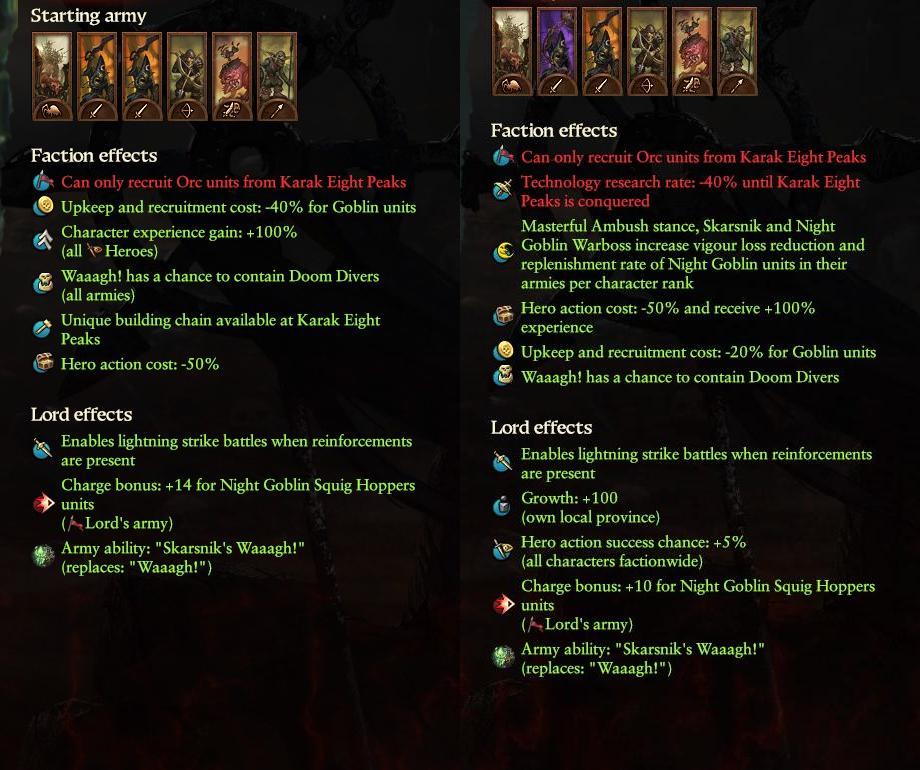 Starting army
Faction effects
Can only recruit Orc units from Karak Eight Peaks
Upkeep and recruitment cost: -40% for Goblin units
Character experience gain: +100%
(all Heroes)
Waaagh! has a chance to contain Doom Divers
(all armies)
Unique building chain available at Karak Eight
Peaks
Hero action cost: -50%
Lord effects
Enables lightning strike battles when reinforcements
are present
Charge bonus: +14 for Night Goblin Squig Hoppers
units
(Lord's army)
Army ability: "Skarsnik's Waaagh!"
(replaces: "Waaagh!")
Faction effects
Can only recruit Orc units from Karak Eight Peaks
Technology research rate: -40% until Karak Eight
Peaks is conquered
Masterful Ambush stance, Skarsnik and Night
Goblin Warboss increase vigour loss reduction and
replenishment rate of Night Goblin units in their
armies per character rank
Hero action cost: -50% and receive +100%
experience
Upkeep and recruitment cost: -20% for Goblin units
Waaagh! has a chance to contain Doom Divers
Lord effects
Enables lightning strike battles when reinforcements
are present
Growth: +100
(own local province)
Hero action success chance: +5%
(all characters factionwide)
Charge bonus: +10 for Night Goblin Squig Hoppers
units
(Lord's army)
Army ability: "Skarsnik's Waaagh!"
(replaces: "Waaagh!")